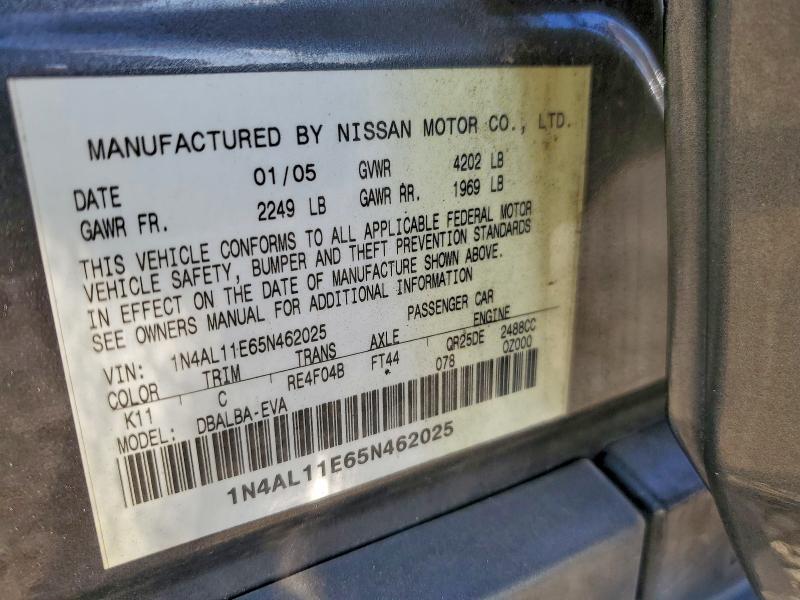 MANUFACTURED BY NISSAN MOTOR CO., LTD.
DATE 01/05 GVWR 4202 LB
GAWR FR. 2249 LB GAWR RR. 1969 LB
THIS VEHICLE CONFORMS TO ALL APPLICABLE FEDERAL MOTOR
VEHICLE SAFETY, BUMPER AND THEFT PREVENTION STANDARDS
IN EFFECT ON THE DATE OF MANUFACTURE SHOWN ABOVE.
SEE OWNERS MANUAL FOR ADDITIONAL INFORMATION
PASSENGER CAR
VIN: 1N4AL11E65N462025
COLOR TRIM TRANS AXLE ENGINE
K11 C RE4F04B FT44 QR25DE 2488CC
MODEL: DBALBA-EVA * 078 OZ000
1N4AL11E65N462025